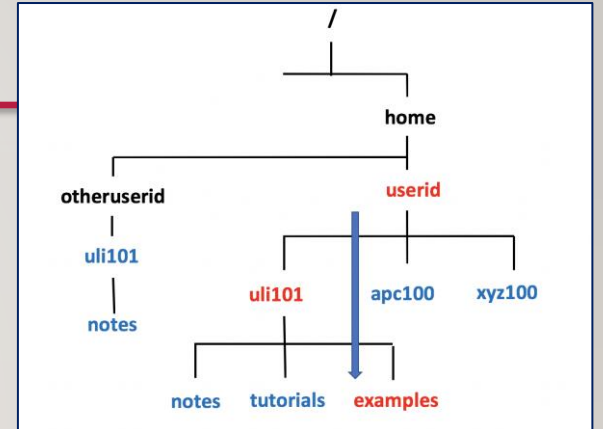 /
home
otheruserid
userid
uli101
uli101
apc100
xyz100
notes
notes
tutorials
examples